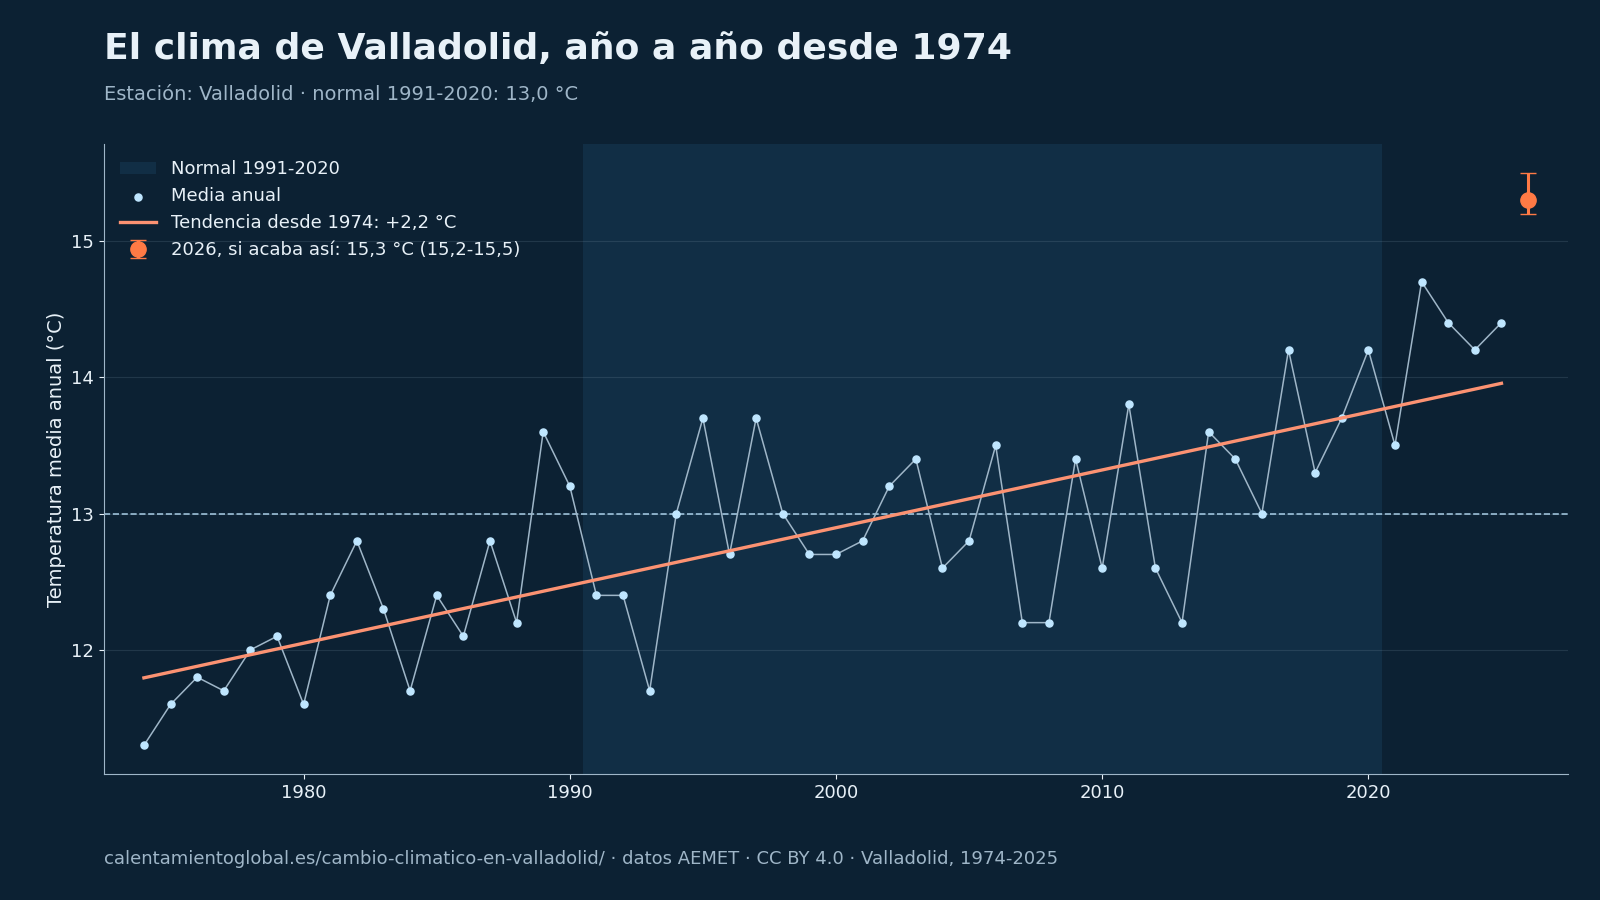 El clima de Valladolid, año a año desde 1974
Estación: Valladolid · normal 1991-2020: 13,0 °C
Normal 1991-2020
Media anual
Tendencia desde 1974: +2,2 °C
2026, si acaba así: 15,3 °C (15,2-15,5)
Temperatura media anual (°C)
15
14
13
12
1980
1990
2000
2010
2020
calentamientoglobal.es/cambio-climatico-en-valladolid/ · datos AEMET · CC BY 4.0 · Valladolid, 1974-2025